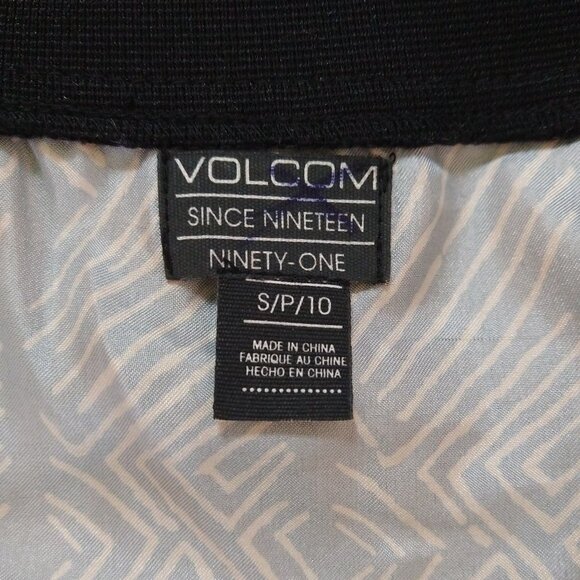 VOLCOM
SINCE NINETEEN
NINETY-ONE
S/P/10
MADE IN CHINA
FABRIQUE AU CHINE
HECHO EN CHINA